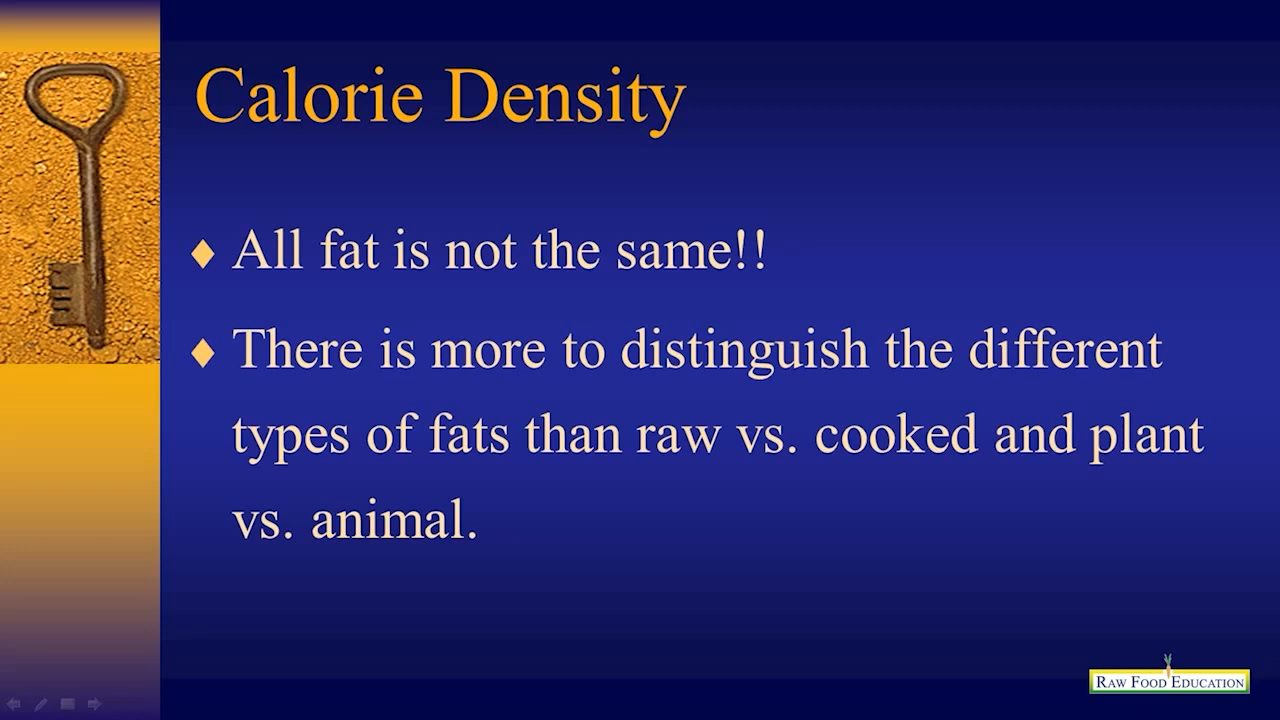 Calorie Density
All fat is not the same!!
There is more to distinguish the different
types of fats than raw vs. cooked and plant
vs. animal.
RAW FOOD EDUCATION